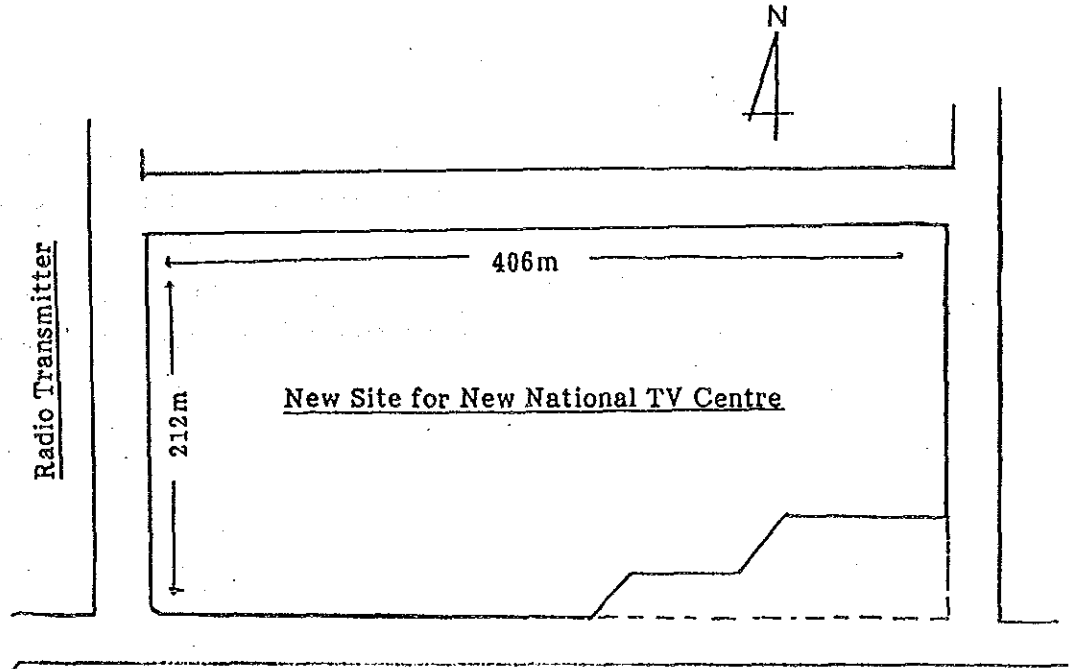 N
406m
Radio Transmitter
212m
New Site for New National TV Centre